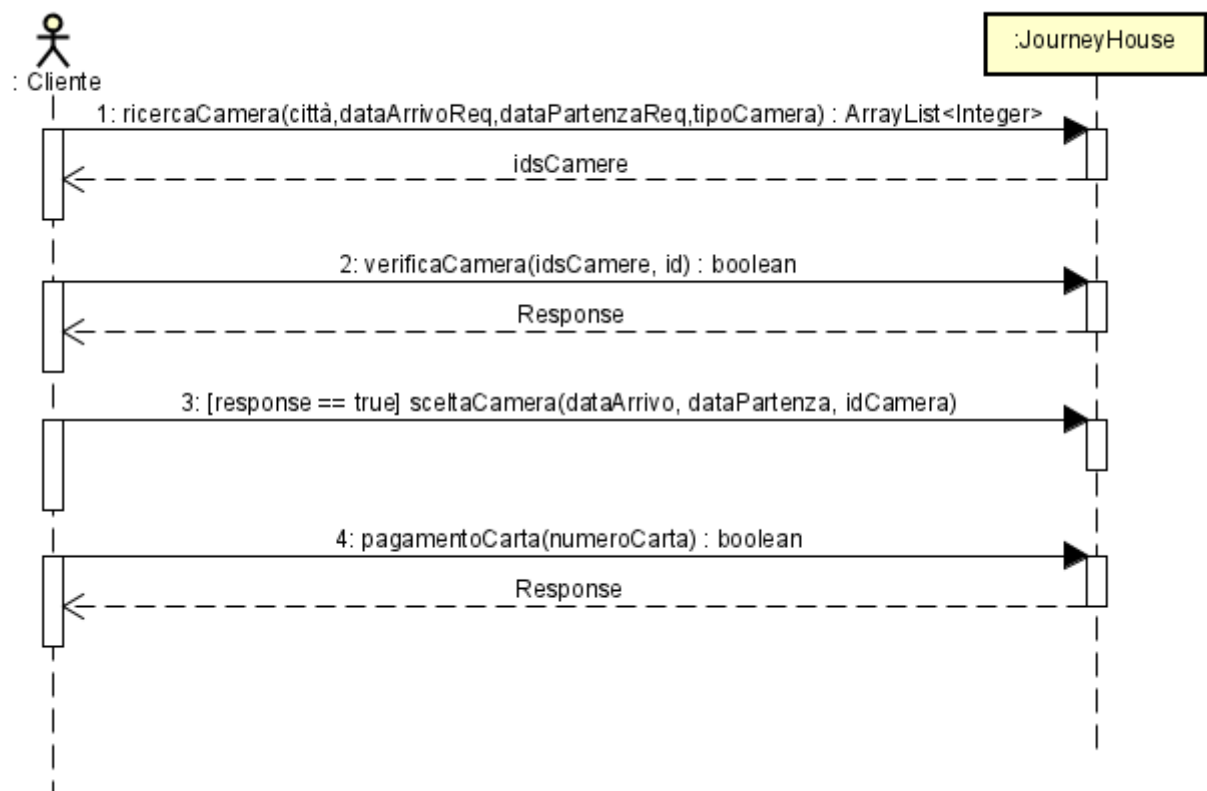 :JourneyHouse
: Cliente
1: ricercaCamera(città,dataArrivoReq,dataPartenzaReq,tipoCamera) : ArrayList<Integer>
idsCamere
2: verificaCamera(idsCamere, id) : boolean
Response
3: [response == true] sceltaCamera(dataArrivo, dataPartenza, idCamera)
4: pagamentoCarta(numeroCarta) : boolean
Response